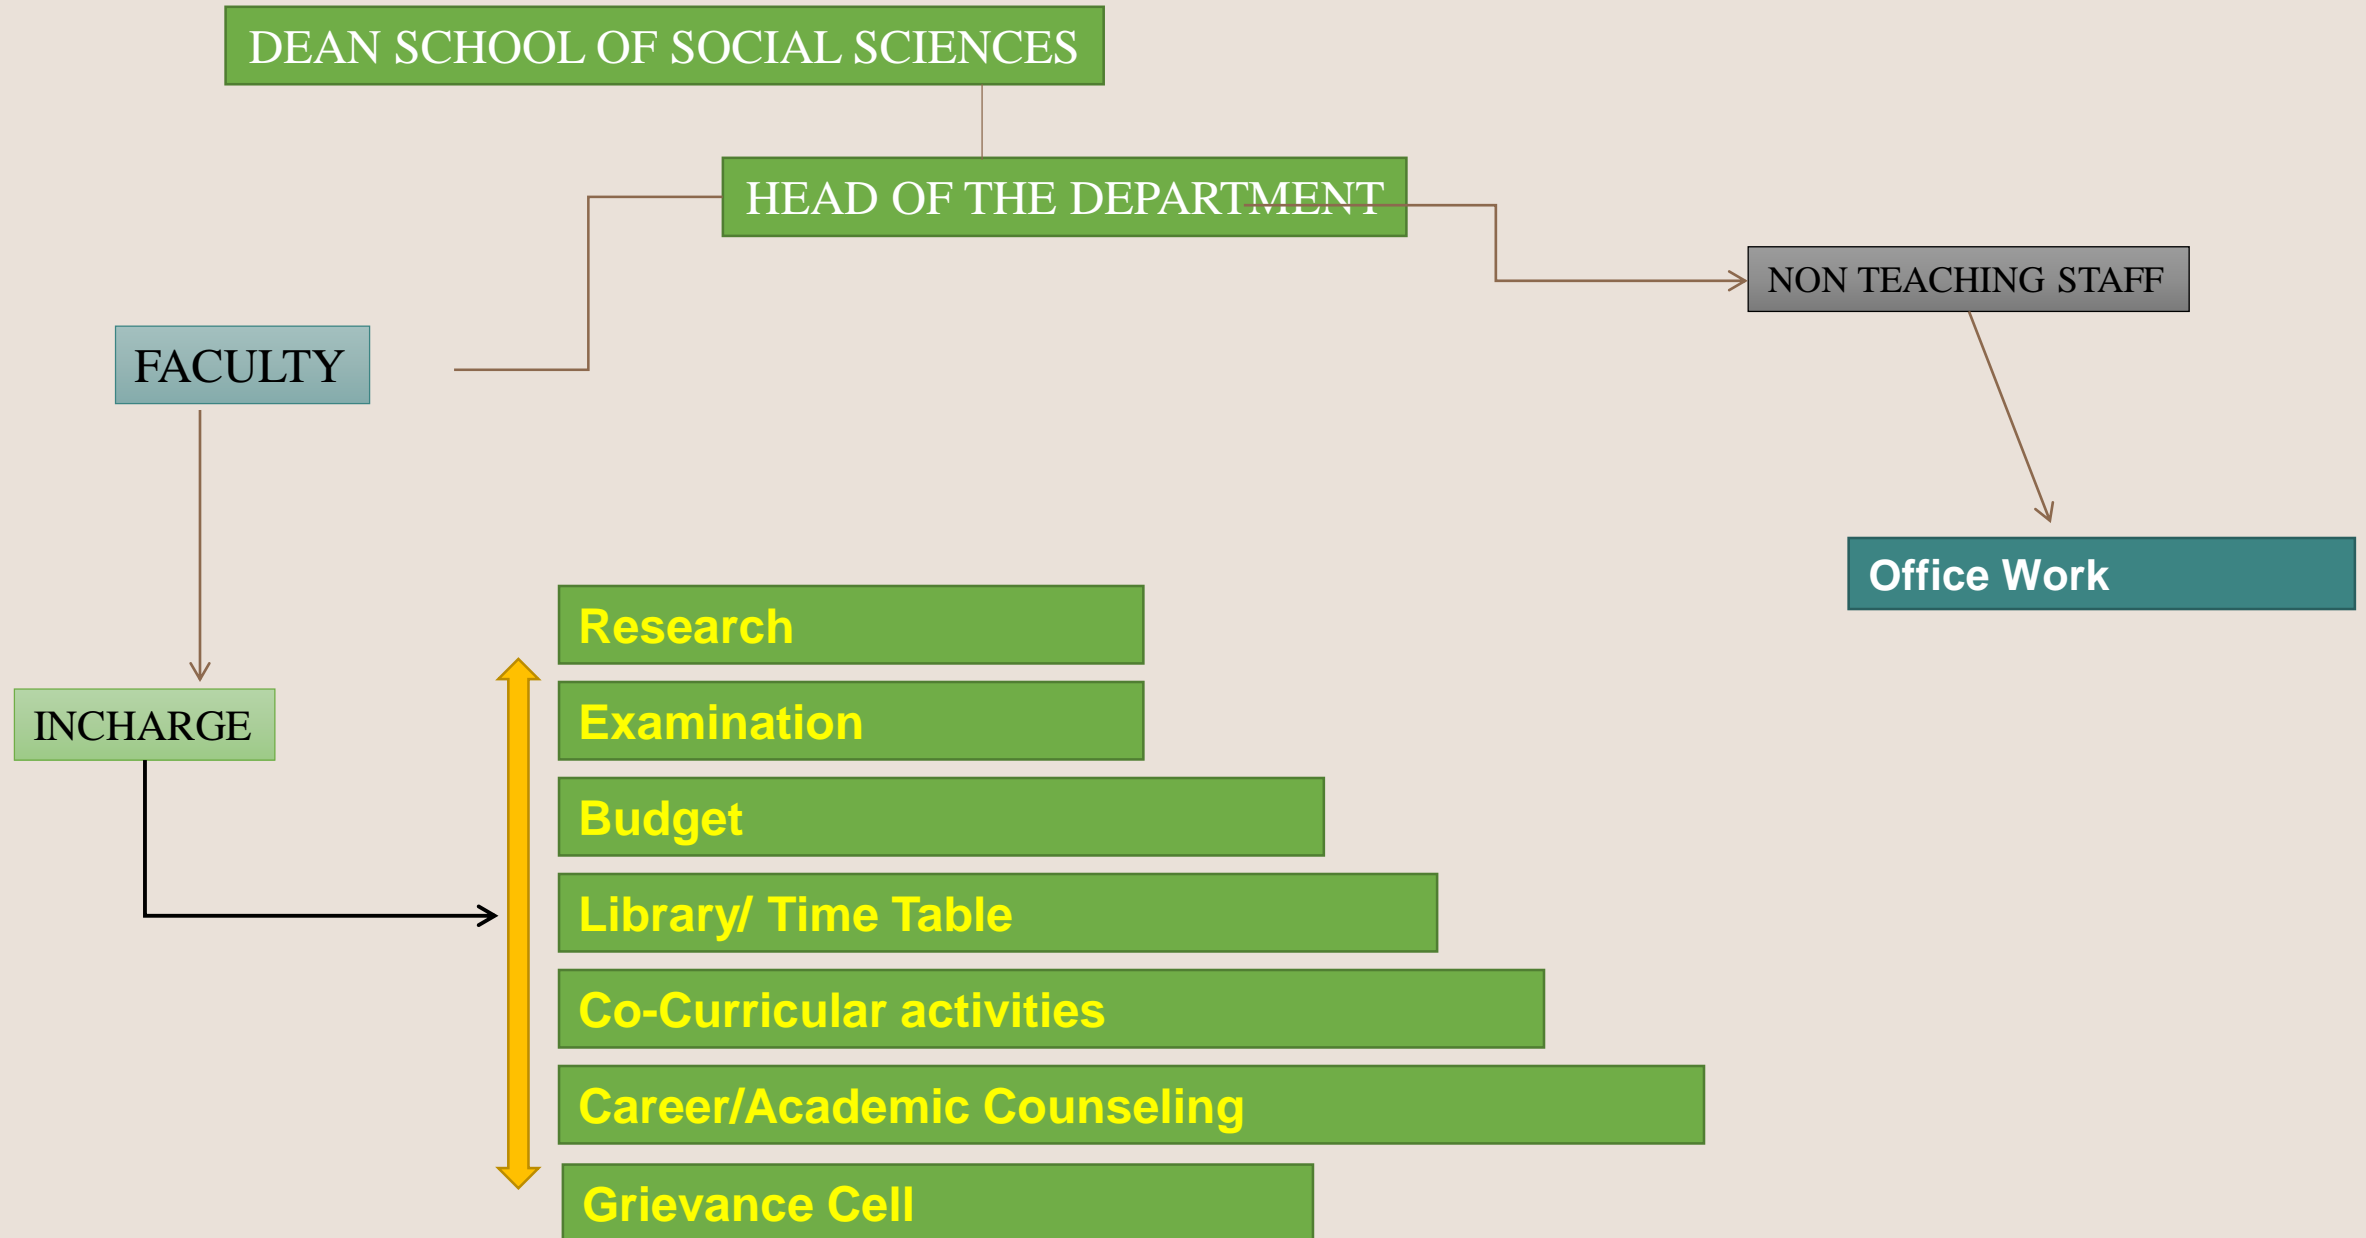 DEAN SCHOOL OF SOCIAL SCIENCES
HEAD OF THE DEPARTMENT
NON TEACHING STAFF
FACULTY
Office Work
Research
INCHARGE
Examination
Budget
Library/ Time Table
Co-Curricular activities
Career/Academic Counseling
Grievance Cell